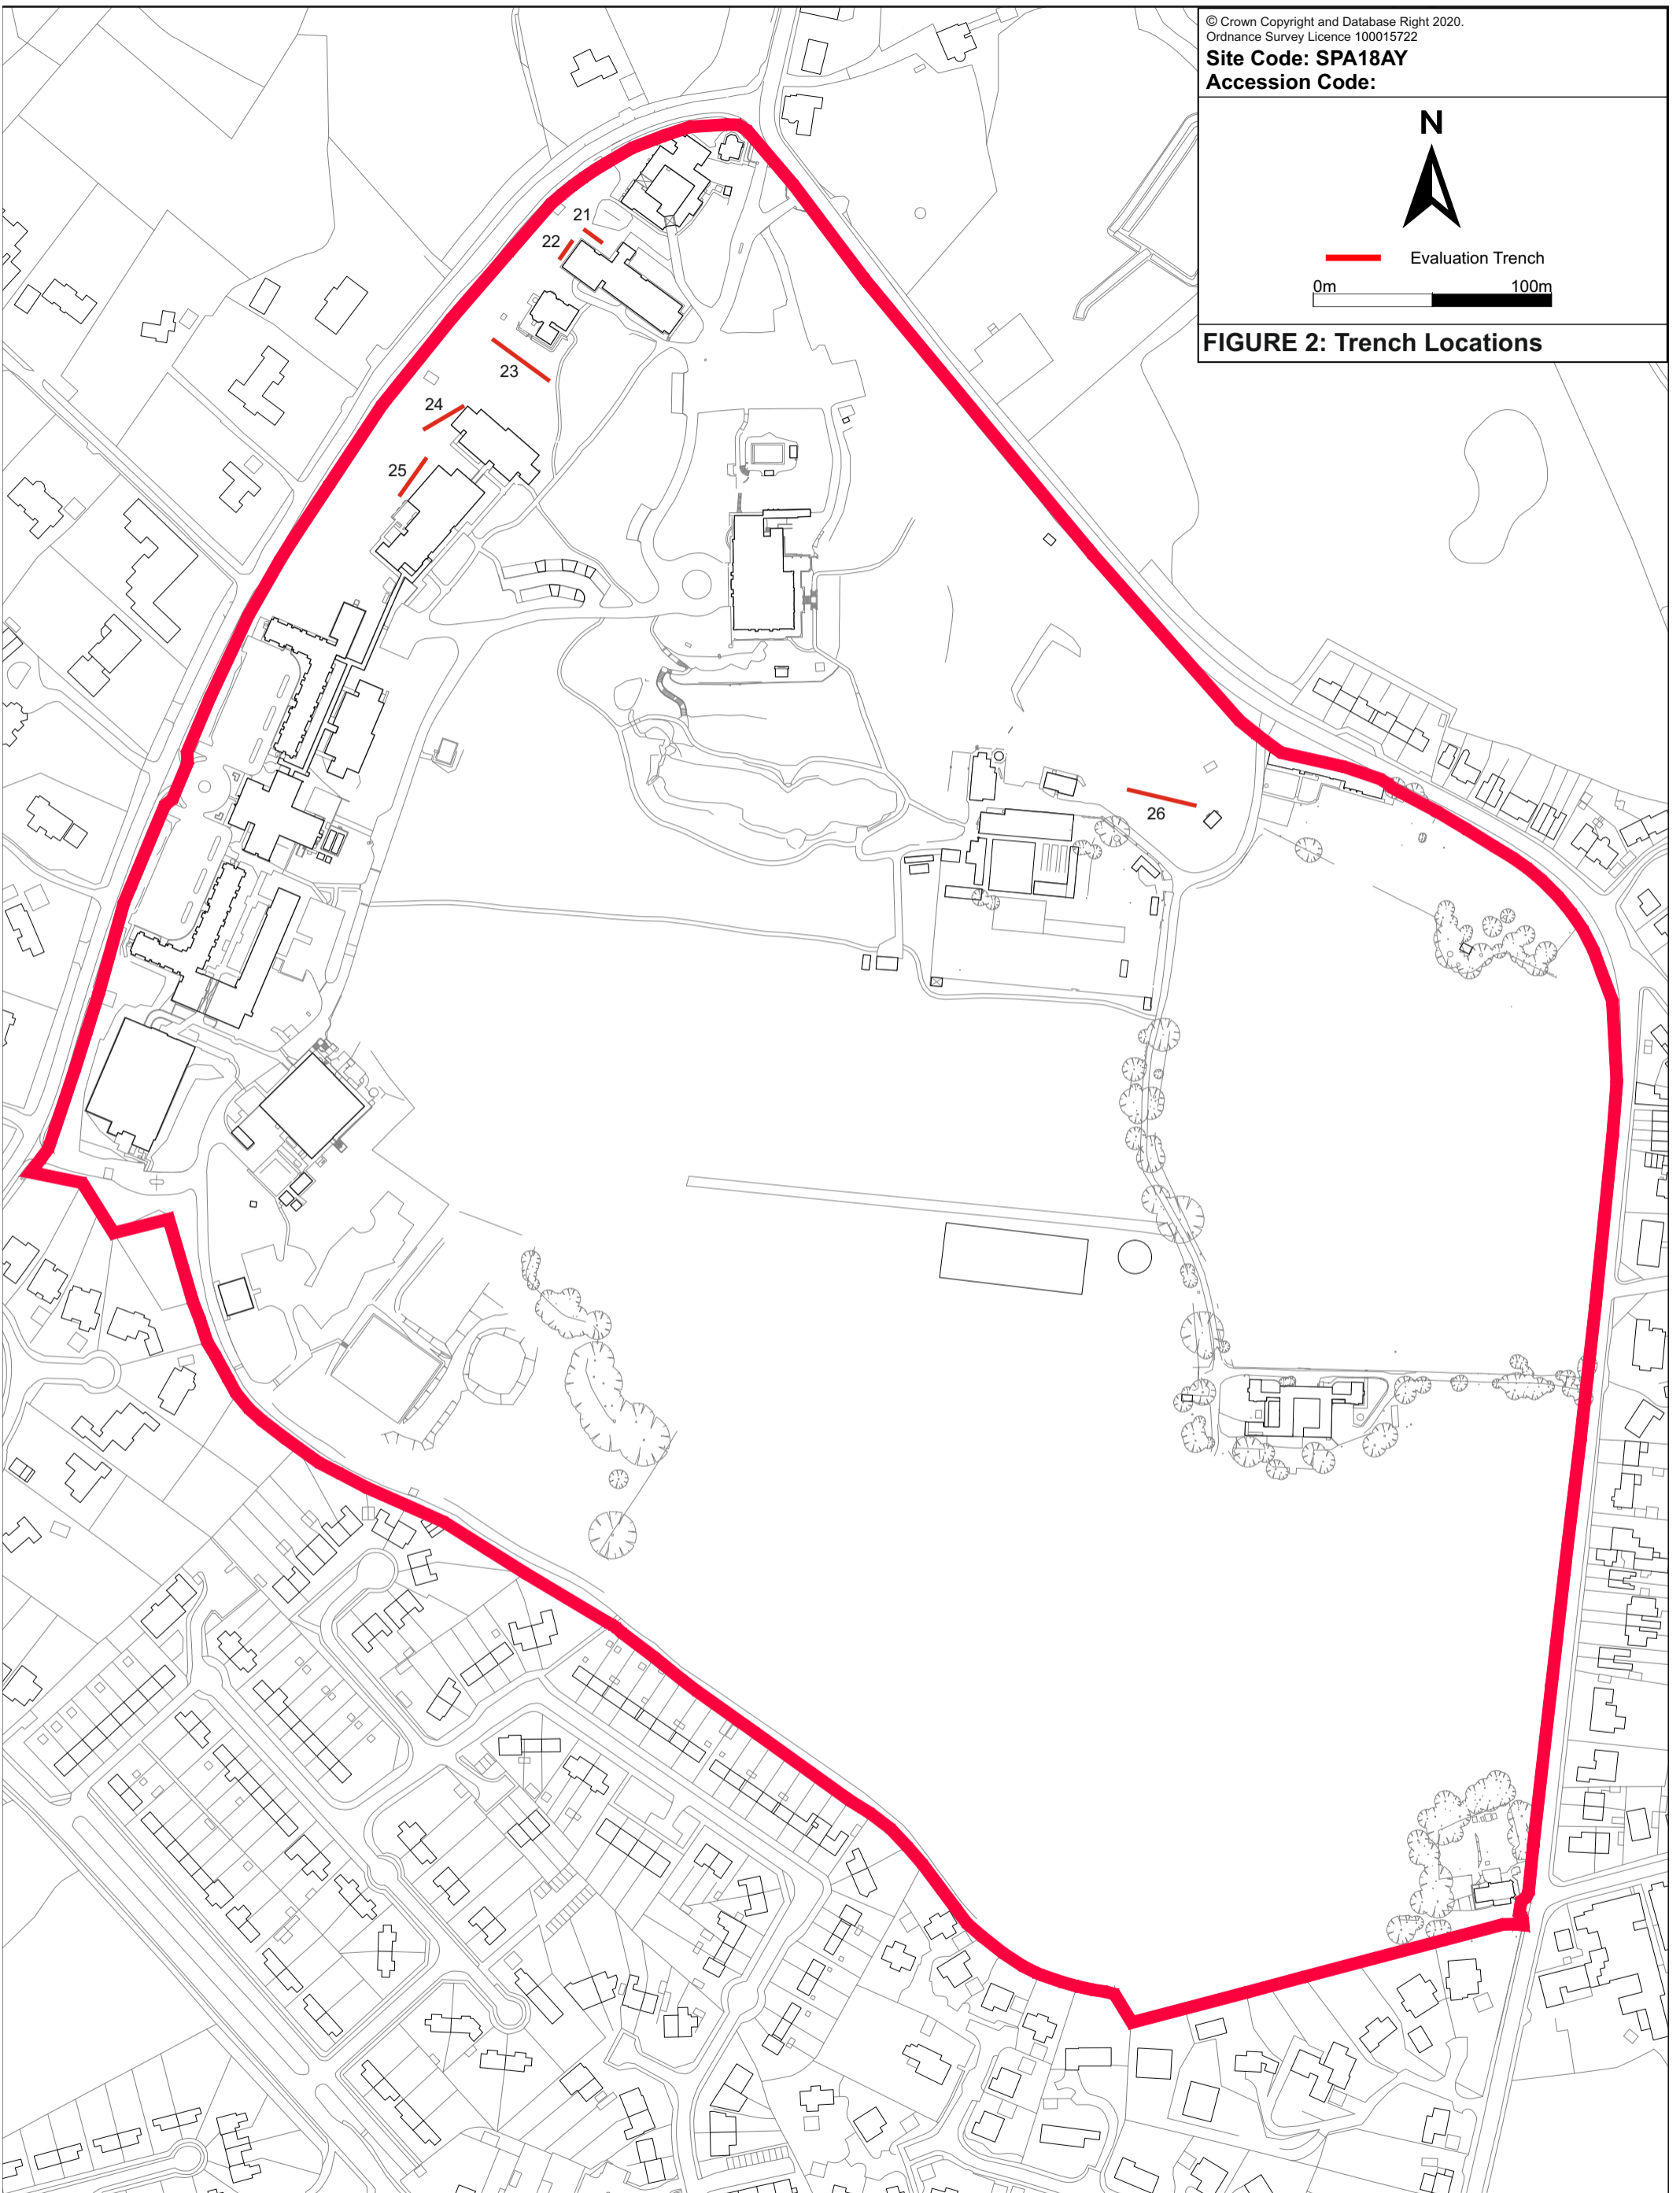 © Crown Copyright and Database Right 2020.
Ordnance Survey Licence 100015722
Site Code: SPA18AY
Accession Code:
N
Evaluation Trench
0m 100m
FIGURE 2: Trench Locations
21
22
23
24
25
26